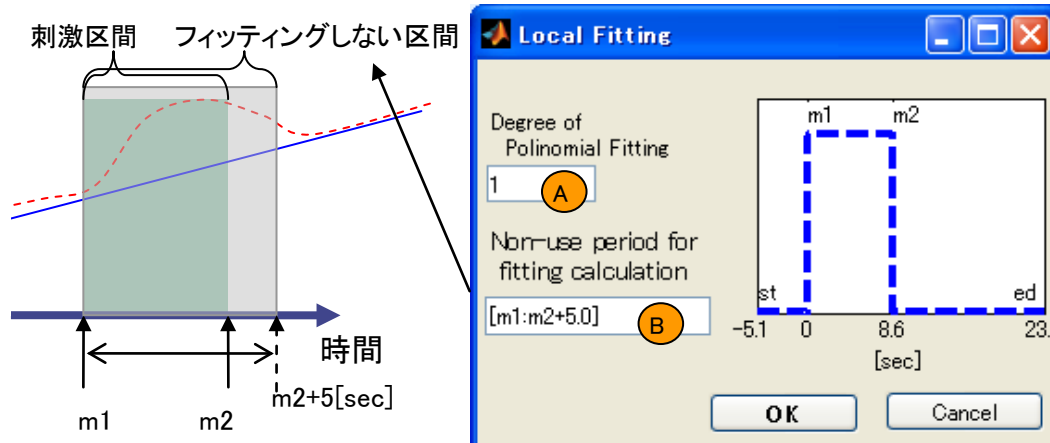 刺激区間 フィッティングしない区間
時間
m1
m2
m2+5[sec]
Local Fitting
Degree of
Polinomial Fitting
1
A
Non-use period for
fitting calculation
[m1:m2+5.0]
B
m1 m2
st ed
-5.1 0 8.6 23.
[sec]
OK Cancel